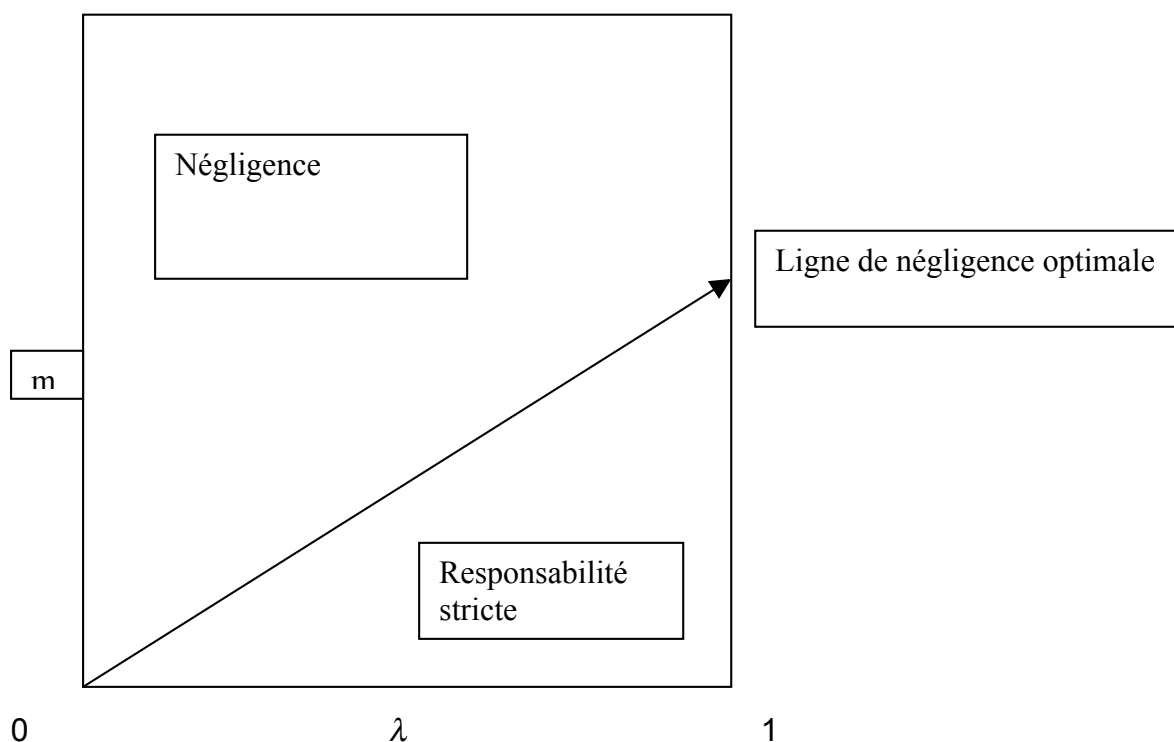 Négligence
Ligne de négligence optimale
m
Responsabilité
stricte
0 λ 1